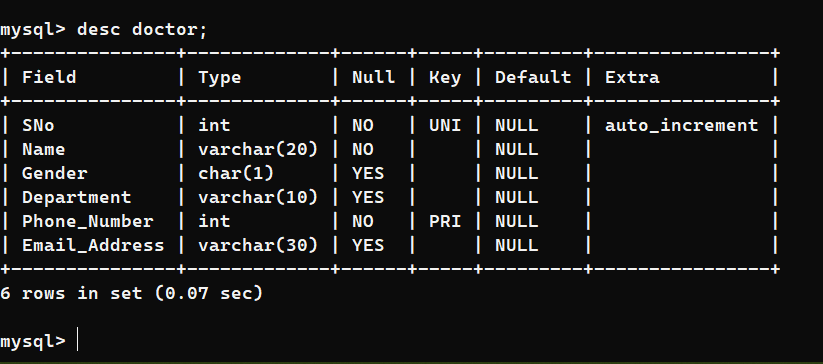 mysql> desc doctor;
+---------------+-------------+------+-----+---------+----------------+
| Field         | Type        | Null | Key | Default | Extra          |
+---------------+-------------+------+-----+---------+----------------+
| SNo           | int         | NO   | UNI | NULL    | auto_increment |
| Name          | varchar(20) | NO   |     | NULL    |                |
| Gender        | char(1)     | YES  |     | NULL    |                |
| Department    | varchar(10) | YES  |     | NULL    |                |
| Phone_Number  | int         | NO   | PRI | NULL    |                |
| Email_Address | varchar(30) | YES  |     | NULL    |                |
+---------------+-------------+------+-----+---------+----------------+
6 rows in set (0.07 sec)
mysql>